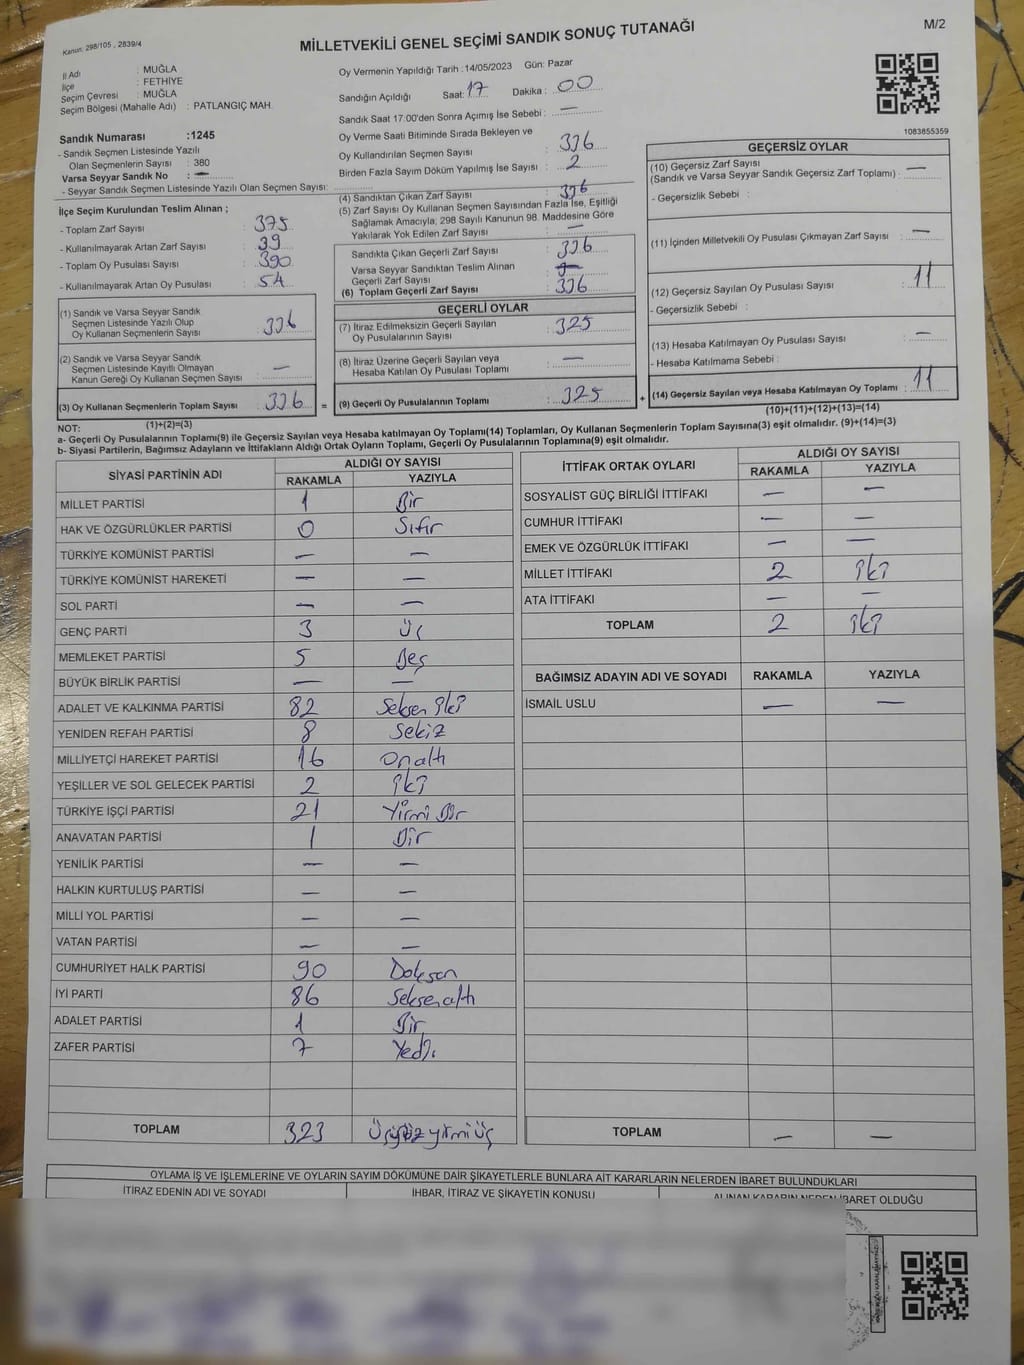 M/2
Kanun: 298/105 , 2839/4
MİLLETVEKİLİ GENEL SEÇİMİ SANDIK SONUÇ TUTANAĞI
İl Adı : MUĞLA
İlçe : FETHİYE
Seçim Çevresi : MUĞLA
Seçim Bölgesi (Mahalle Adı) : PATLANGIÇ MAH.
Oy Vermenin Yapıldığı Tarih :14/05/2023 Gün: Pazar
Sandığın Açıldığı Saat: 17 Dakika : 00
Sandık Saat 17:00'den Sonra Açımış İse Sebebi : —
Sandık Numarası :1245
- Sandık Seçmen Listesinde Yazılı
Olan Seçmenlerin Sayısı : 380
Varsa Seyyar Sandık No : —
- Seyyar Sandık Seçmen Listesinde Yazılı Olan Seçmen Sayısı:
Oy Verme Saati Bitiminde Sırada Bekleyen ve
Oy Kullandırılan Seçmen Sayısı : 336
Birden Fazla Sayım Döküm Yapılmış İse Sayısı : 2
1083855359
İlçe Seçim Kurulundan Teslim Alınan ;
- Toplam Zarf Sayısı : 375
- Kullanılmayarak Artan Zarf Sayısı : 39
- Toplam Oy Pusulası Sayısı : 390
- Kullanılmayarak Artan Oy Pusulası : 54
(4) Sandıktan Çıkan Zarf Sayısı : 336
(5) Zarf Sayısı Oy Kullanan Seçmen Sayısından Fazla İse, Eşitliği
Sağlamak Amacıyla, 298 Sayılı Kanunun 98. Maddesine Göre
Yakılarak Yok Edilen Zarf Sayısı : —
Sandıkta Çıkan Geçerli Zarf Sayısı : 336
Varsa Seyyar Sandıktan Teslim Alınan
Geçerli Zarf Sayısı :
(6) Toplam Geçerli Zarf Sayısı : 336
GEÇERSİZ OYLAR
(10) Geçersiz Zarf Sayısı
(Sandık ve Varsa Seyyar Sandık Geçersiz Zarf Toplamı) : —
- Geçersizlik Sebebi :
(11) İçinden Milletvekili Oy Pusulası Çıkmayan Zarf Sayısı : —
(12) Geçersiz Sayılan Oy Pusulası Sayısı : 11
- Geçersizlik Sebebi :
(13) Hesaba Katılmayan Oy Pusulası Sayısı : —
- Hesaba Katılmama Sebebi :
(14) Geçersiz Sayılan veya Hesaba Katılmayan Oy Toplamı : 11
(10)+(11)+(12)+(13)=(14)
(1) Sandık ve Varsa Seyyar Sandık
Seçmen Listesinde Yazılı Olup
Oy Kullanan Seçmenlerin Sayısı : 336
(2) Sandık ve Varsa Seyyar Sandık
Seçmen Listesinde Kayıtlı Olmayan
Kanun Gereği Oy Kullanan Seçmen Sayısı : —
(3) Oy Kullanan Seçmenlerin Toplam Sayısı : 336 =
(1)+(2)=(3)
GEÇERLİ OYLAR
(7) İtiraz Edilmeksizin Geçerli Sayılan
Oy Pusulalarının Sayısı : 325
(8) İtiraz Üzerine Geçerli Sayılan veya
Hesaba Katılan Oy Pusulası Toplamı : —
(9) Geçerli Oy Pusulalarının Toplamı : 325 +
NOT:
a- Geçerli Oy Pusulalarının Toplamı(9) ile Geçersiz Sayılan veya Hesaba katılmayan Oy Toplamı(14) Toplamları, Oy Kullanan Seçmenlerin Toplam Sayısına(3) eşit olmalıdır. (9)+(14)=(3)
b- Siyasi Partilerin, Bağımsız Adayların ve İttifakların Aldığı Ortak Oyların Toplamı, Geçerli Oy Pusulalarının Toplamına(9) eşit olmalıdır.
SİYASİ PARTİNİN ADI ALDIĞI OY SAYISI
RAKAMLA YAZIYLA
MİLLET PARTİSİ 1 Bir
HAK VE ÖZGÜRLÜKLER PARTİSİ 0 Sıfır
TÜRKİYE KOMÜNİST PARTİSİ — —
TÜRKİYE KOMÜNİST HAREKETİ — —
SOL PARTİ — —
GENÇ PARTİ 3 Üç
MEMLEKET PARTİSİ 5 Beş
BÜYÜK BİRLİK PARTİSİ — —
ADALET VE KALKINMA PARTİSİ 82 Seksen iki
YENİDEN REFAH PARTİSİ 8 Sekiz
MİLLİYETÇİ HAREKET PARTİSİ 16 Onaltı
YEŞİLLER VE SOL GELECEK PARTİSİ 2 iki
TÜRKİYE İŞÇİ PARTİSİ 21 Yirmi Bir
ANAVATAN PARTİSİ 1 Bir
YENİLİK PARTİSİ — —
HALKIN KURTULUŞ PARTİSİ — —
MİLLİ YOL PARTİSİ — —
VATAN PARTİSİ — —
CUMHURİYET HALK PARTİSİ 90 Doksan
İYİ PARTİ 86 Seksenaltı
ADALET PARTİSİ 1 Bir
ZAFER PARTİSİ 7 Yedi
TOPLAM 323 Üçyüzyirmiüç
İTTİFAK ORTAK OYLARI ALDIĞI OY SAYISI
RAKAMLA YAZIYLA
SOSYALİST GÜÇ BİRLİĞİ İTTİFAKI — —
CUMHUR İTTİFAKI — —
EMEK VE ÖZGÜRLÜK İTTİFAKI — —
MİLLET İTTİFAKI 2 iki
ATA İTTİFAKI — —
TOPLAM 2 iki
BAĞIMSIZ ADAYIN ADI VE SOYADI RAKAMLA YAZIYLA
İSMAİL USLU — —
TOPLAM — —
OYLAMA İŞ VE İŞLEMLERİNE VE OYLARIN SAYIM DÖKÜMÜNE DAİR ŞİKAYETLERLE BUNLARA AİT KARARLARIN NELERDEN İBARET BULUNDUKLARI
İTİRAZ EDENİN ADI VE SOYADI İHBAR, İTİRAZ VE ŞİKAYETİN KONUSU ALINAN KARARIN NEDEN İBARET OLDUĞU